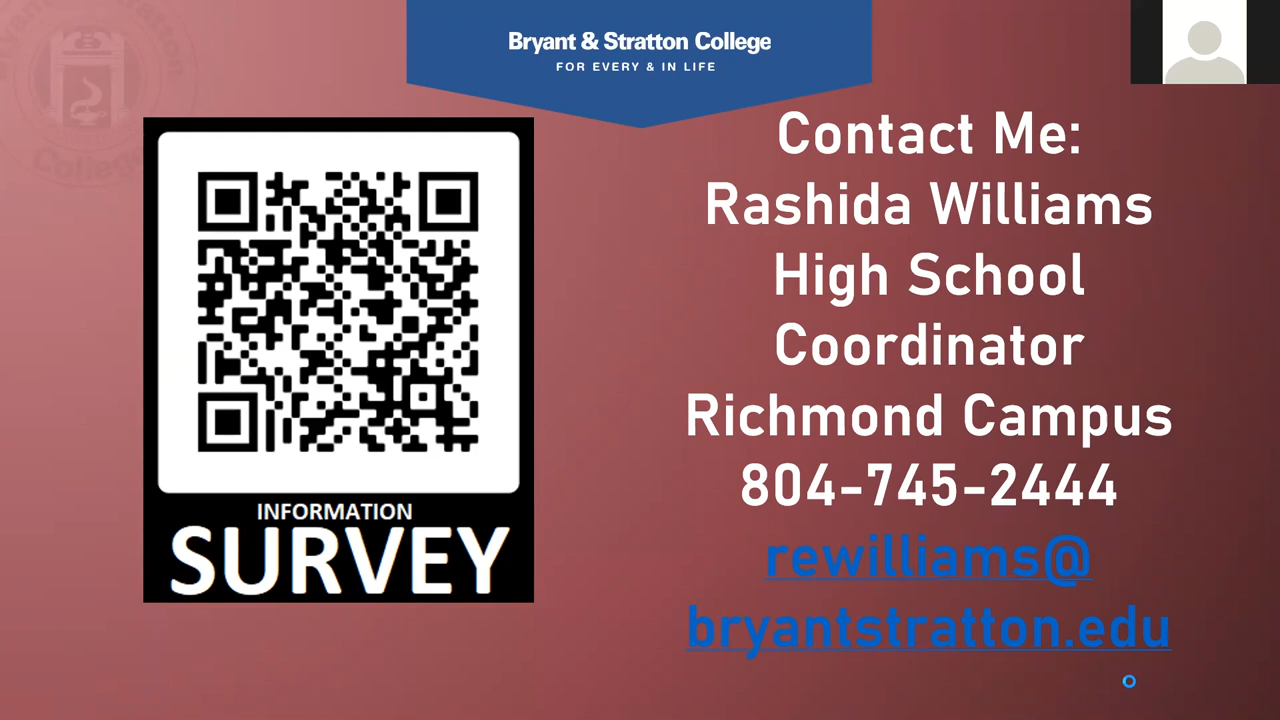 Bryant & Stratton College
FOR EVERY & IN LIFE
College
Contact Me:
Rashida Williams
High School
Coordinator
Richmond Campus
804-745-2444
rewilliams@
bryantstratton.edu
INFORMATION
SURVEY